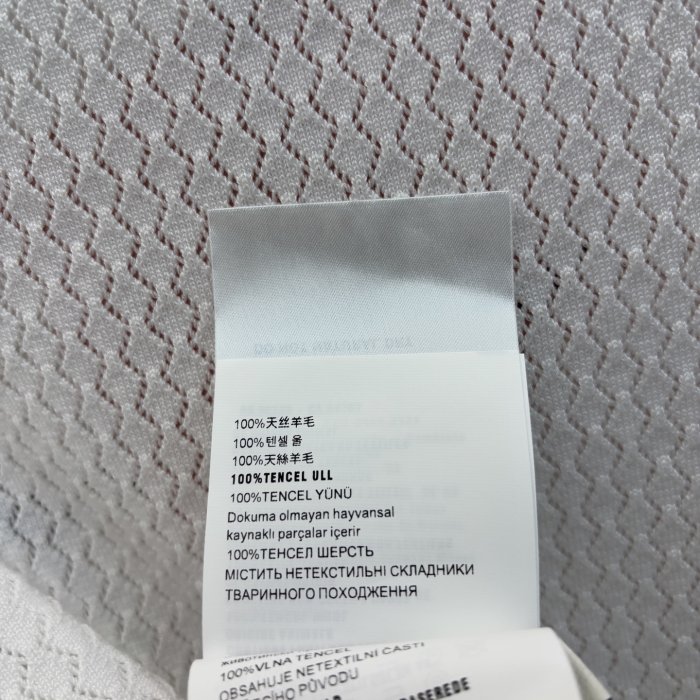 100%天丝羊毛
100%텐셀 울
100%天絲羊毛
100%TENCEL ULL
100%TENCEL YÜNÜ
Dokuma olmayan hayvansal
kaynaklı parçalar içerir
100%ТЕНСЕЛ ШЕРСТЬ
МІСТИТЬ НЕТЕКСТИЛЬНІ СКЛАДНИКИ
ТВАРИННОГО ПОХОДЖЕННЯ
100%VLNA TENCEL
OBSAHUJE NETEXTILNÍ ČÁSTI
PŮVODU